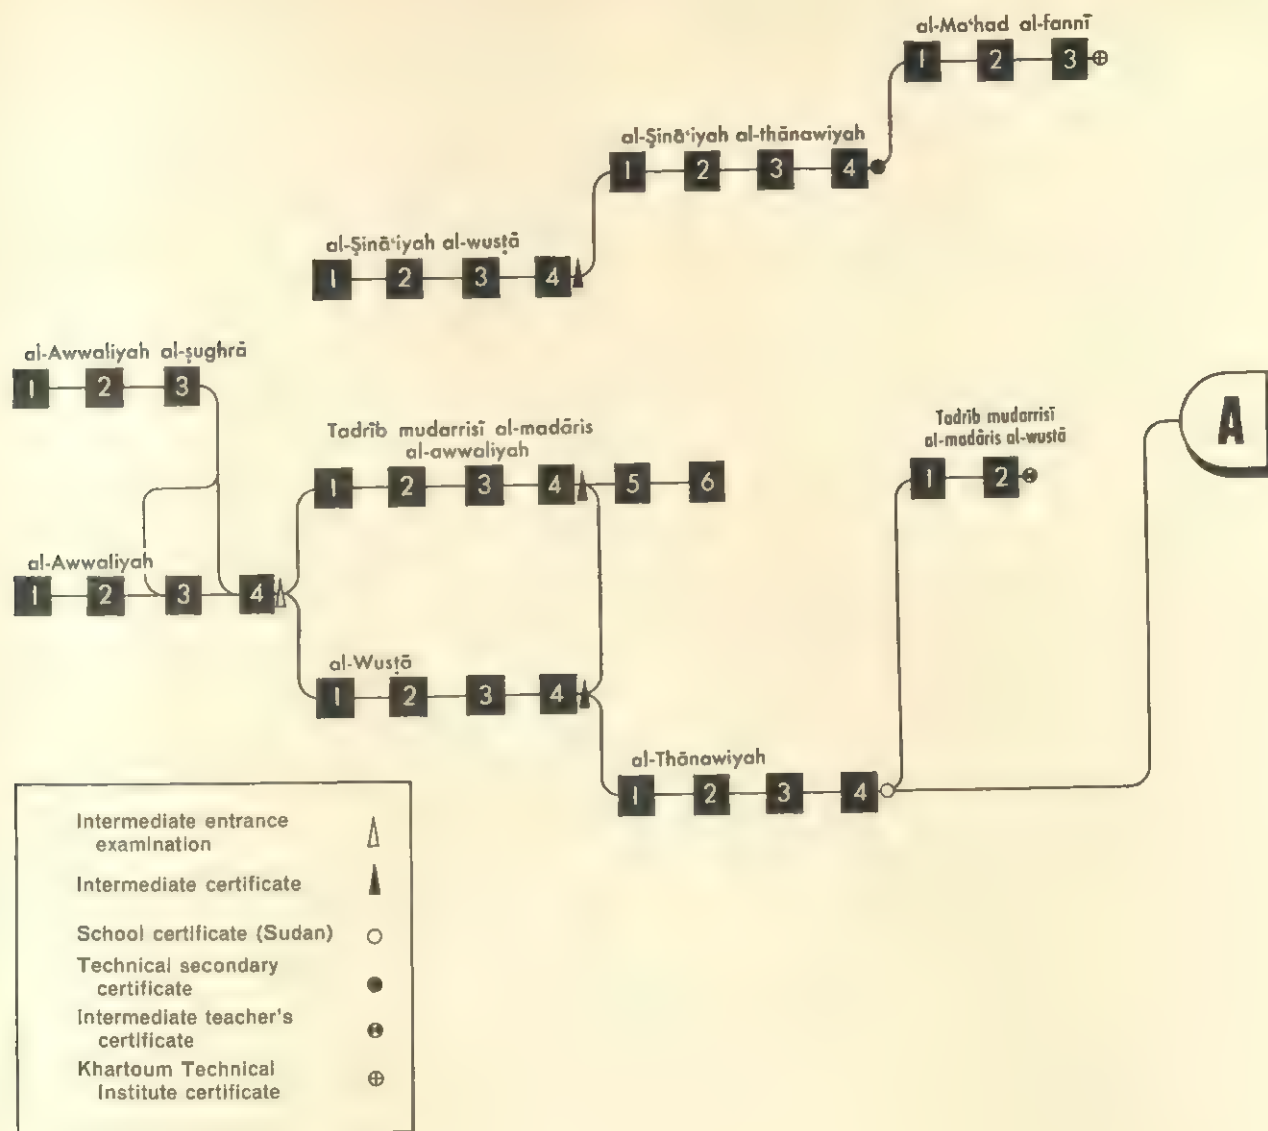 al-Ma‘had al-fannī
1 2 3
al-Ṣinā‘iyah al-thānawiyah
1 2 3 4
al-Ṣinā‘iyah al-wusṭā
1 2 3 4
al-Awwaliyah al-ṣughrā
1 2 3
A
Tadrīb mudarrisī
al-madāris al-wustā
1 2
Tadrīb mudarrisī al-madāris
al-awwaliyah
1 2 3 4 5 6
al-Awwaliyah
1 2 3 4
al-Wusṭā
1 2 3 4
al-Thānawiyah
1 2 3 4
Intermediate entrance
examination
Intermediate certificate
School certificate (Sudan)
Technical secondary
certificate
Intermediate teacher's
certificate
Khartoum Technical
Institute certificate